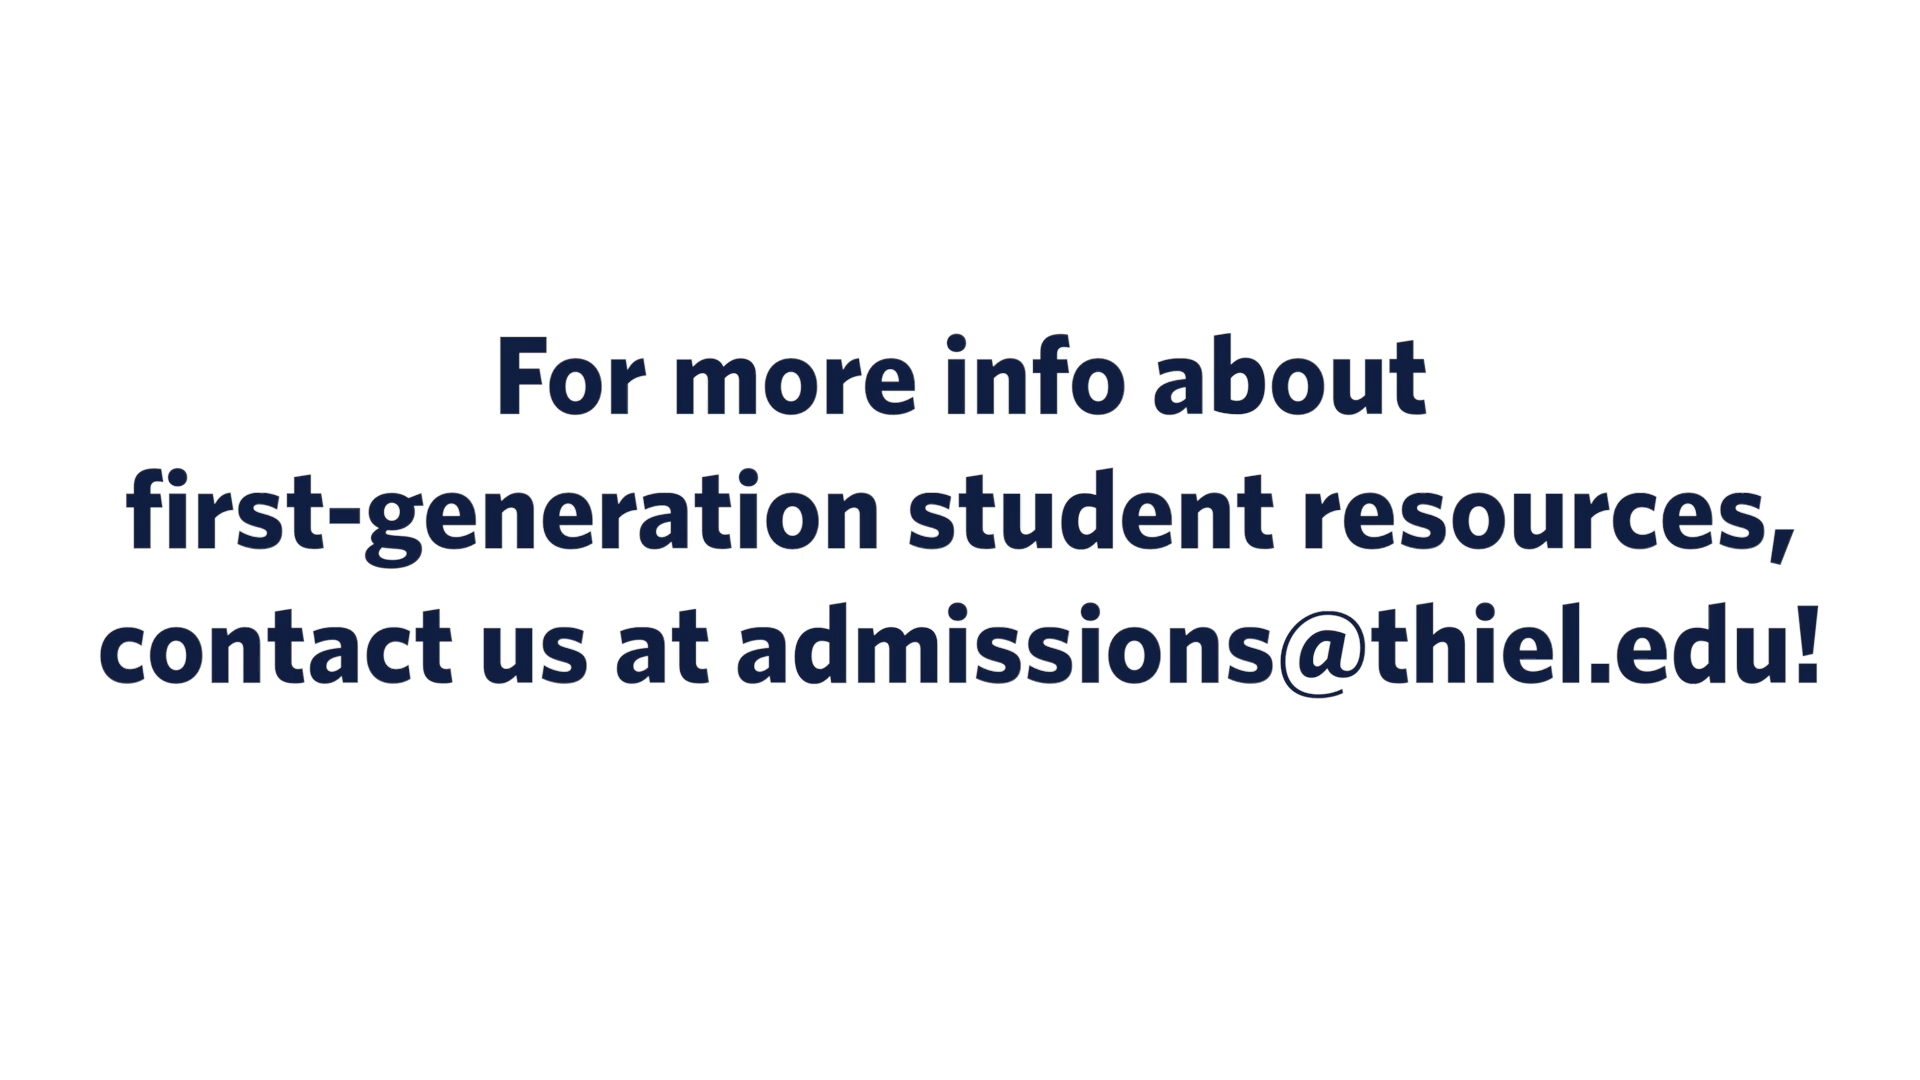 For more info about
first-generation student resources,
contact us at admissions@thiel.edu!